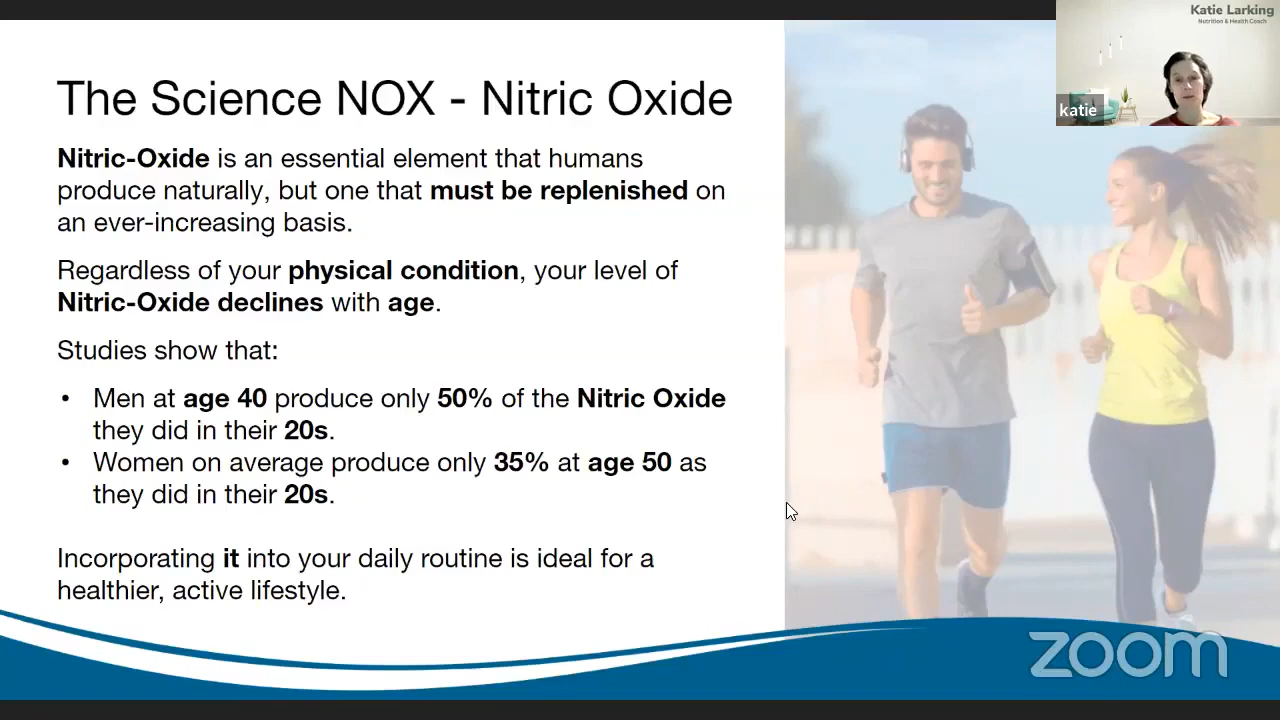 Katie Larking
Nutrition & Health Coach
katie
The Science NOX - Nitric Oxide
Nitric-Oxide is an essential element that humans
produce naturally, but one that must be replenished on
an ever-increasing basis.
Regardless of your physical condition, your level of
Nitric-Oxide declines with age.
Studies show that:
• Men at age 40 produce only 50% of the Nitric Oxide
they did in their 20s.
• Women on average produce only 35% at age 50 as
they did in their 20s.
Incorporating it into your daily routine is ideal for a
healthier, active lifestyle.
zoom